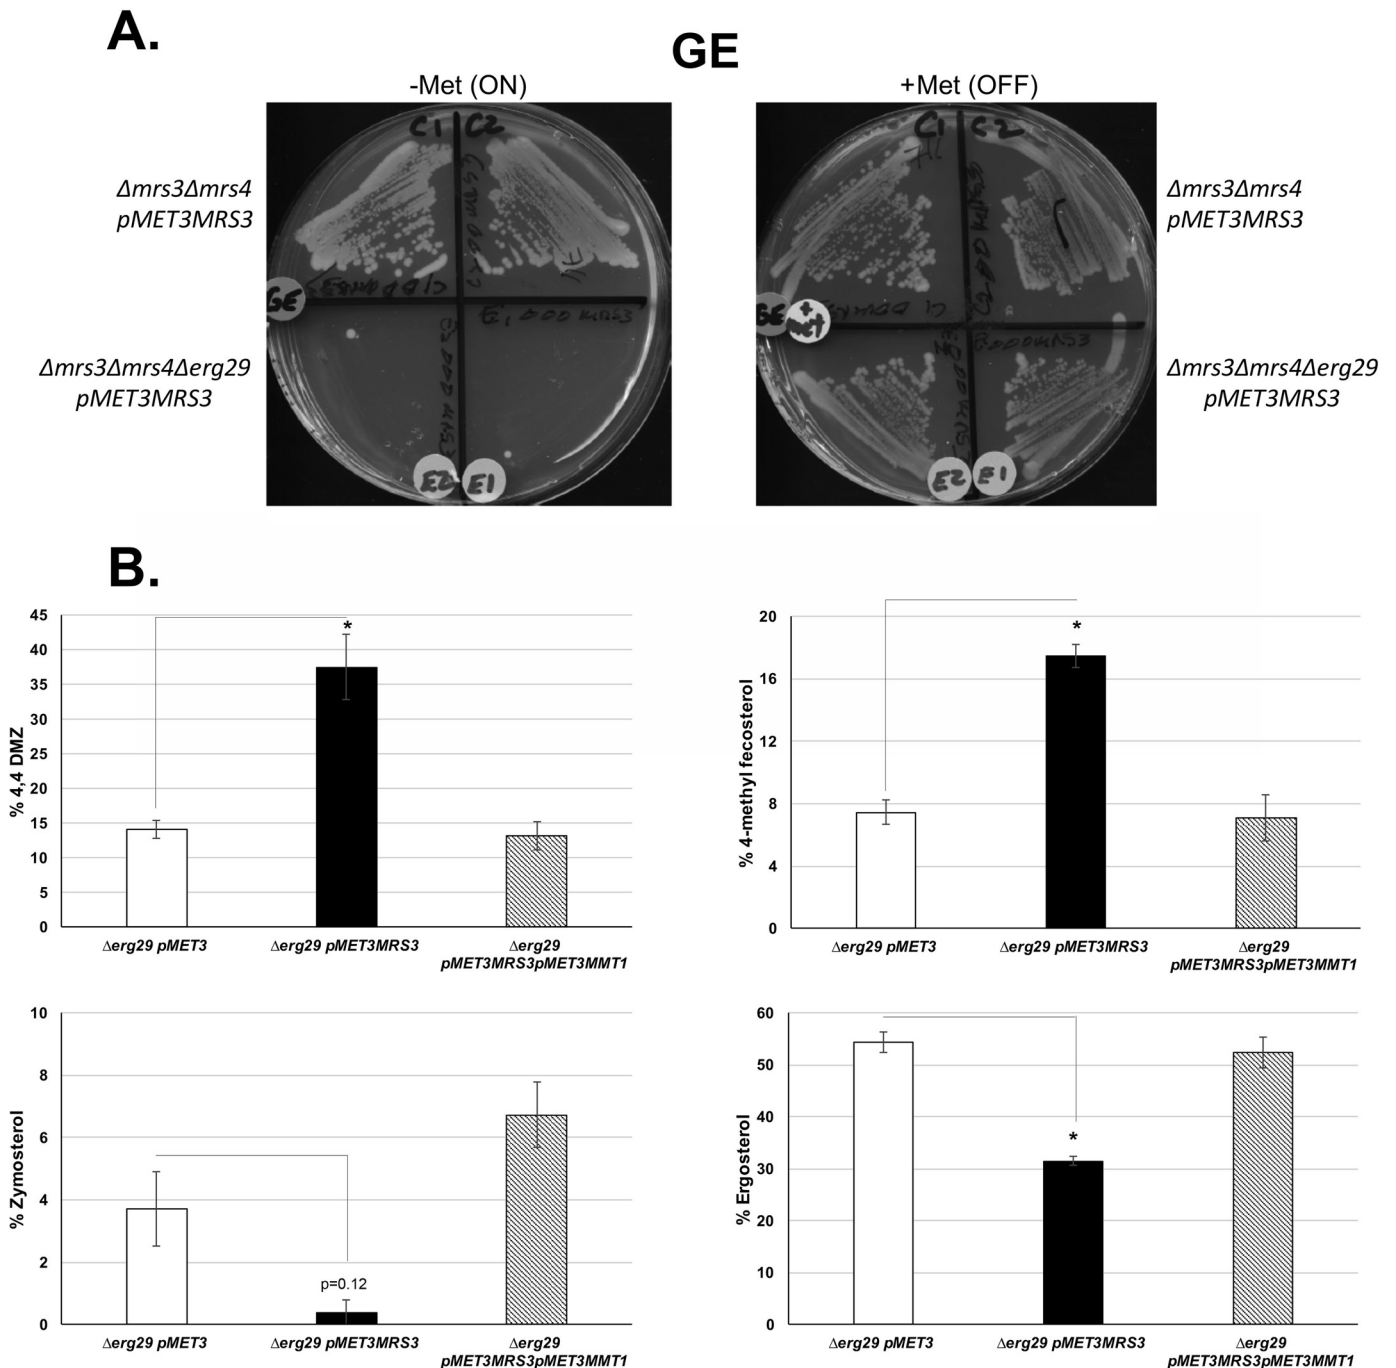 A.
GE
-Met (ON)
+Met (OFF)
Δmrs3Δmrs4
pMET3MRS3
C1
C2
GE
E2
E1
Δmrs3Δmrs4Δerg29
pMET3MRS3
C1
C2
GE
+
Met
E2
E1
Δmrs3Δmrs4
pMET3MRS3
Δmrs3Δmrs4Δerg29
pMET3MRS3
B.
% 4,4 DMZ
45
40
35
30
25
20
15
10
5
0
*
Δerg29 pMET3
Δerg29 pMET3MRS3
Δerg29
pMET3MRS3pMET3MMT1
% 4-methyl fecosterol
20
16
12
8
4
0
*
Δerg29 pMET3
Δerg29 pMET3MRS3
Δerg29
pMET3MRS3pMET3MMT1
% Zymosterol
10
8
6
4
2
0
p=0.12
Δerg29 pMET3
Δerg29 pMET3MRS3
Δerg29
pMET3MRS3pMET3MMT1
% Ergosterol
60
50
40
30
20
10
0
*
Δerg29 pMET3
Δerg29 pMET3MRS3
Δerg29
pMET3MRS3pMET3MMT1